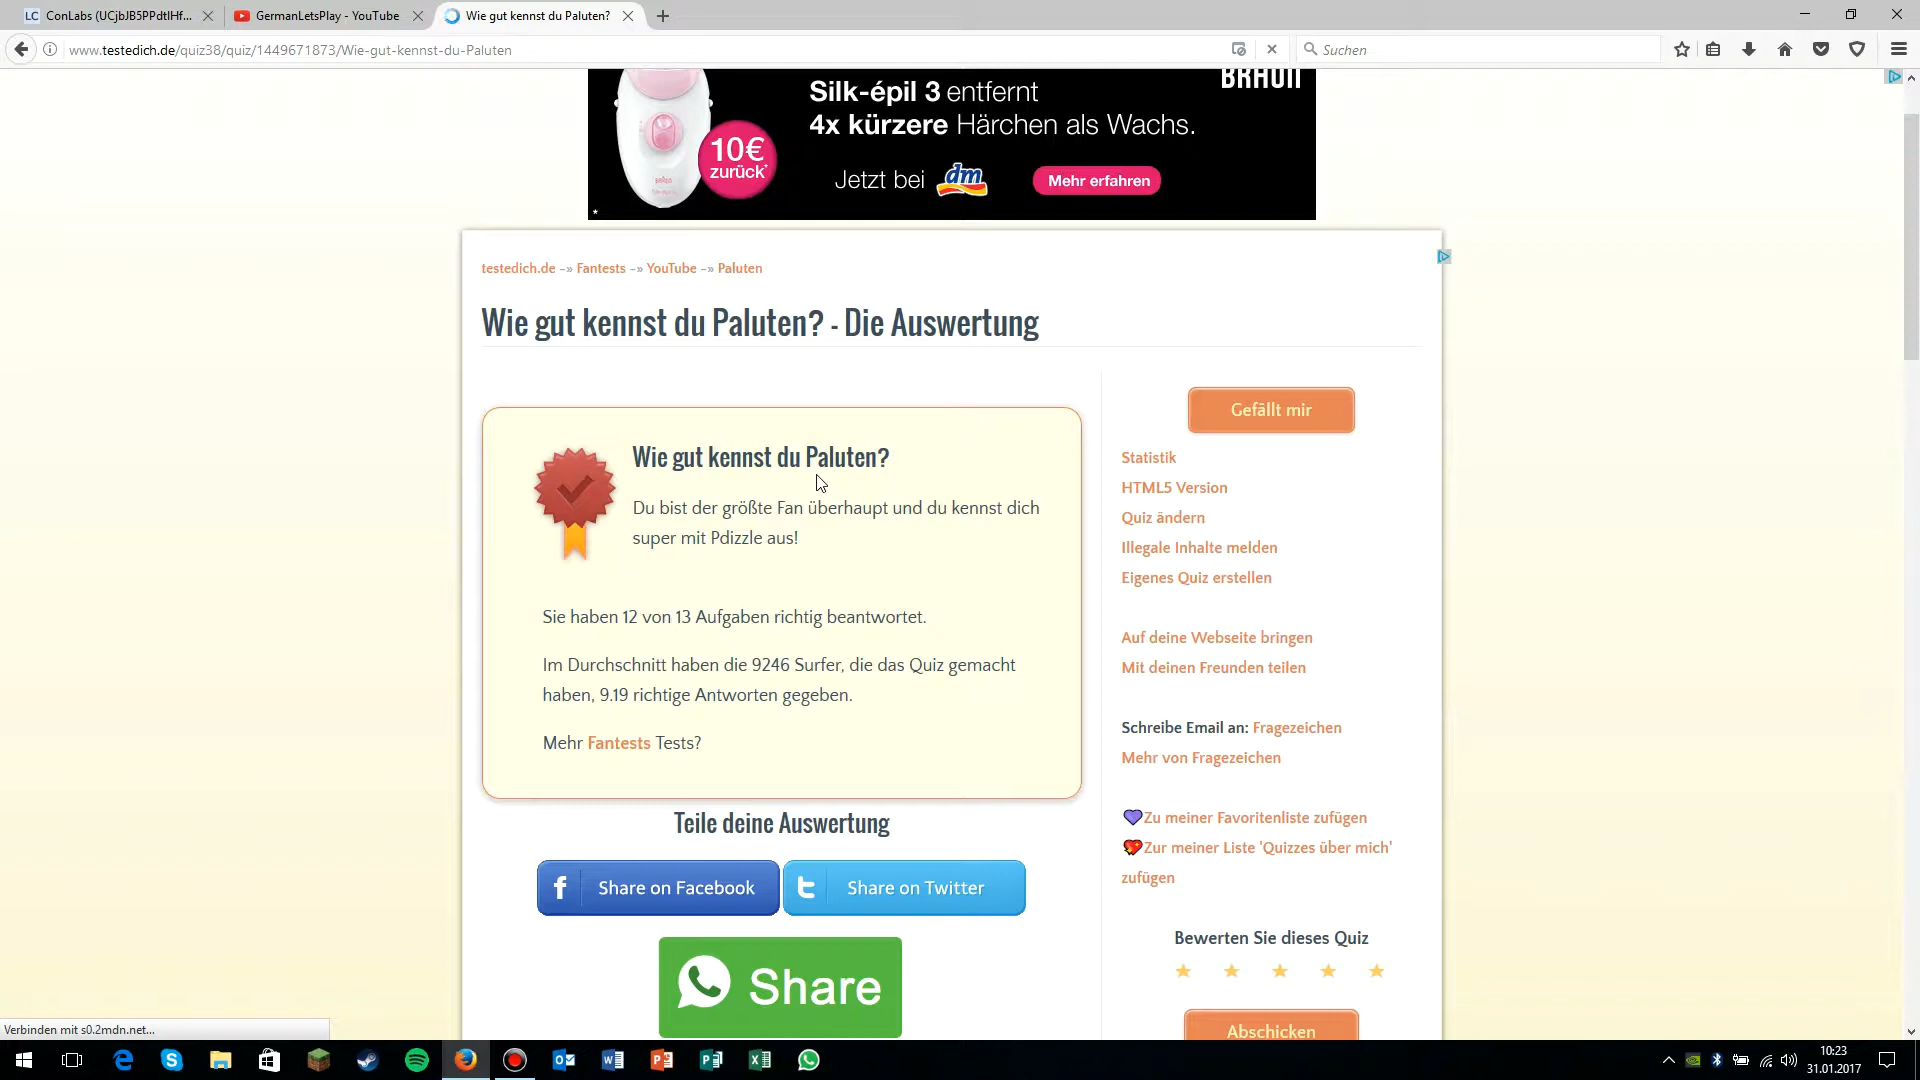 ConLabs (UCjbJB5PPdtlHf...
GermanLetsPlay - YouTube
Wie gut kennst du Paluten?
www.testedich.de/quiz38/quiz/1449671873/Wie-gut-kennst-du-Paluten
Suchen
BRAUN
Silk-épil 3 entfernt
4x kürzere Härchen als Wachs.
10€
zurück*
Jetzt bei dm
Mehr erfahren
*
testedich.de -» Fantests -» YouTube -» Paluten
Wie gut kennst du Paluten? - Die Auswertung
Wie gut kennst du Paluten?
Du bist der größte Fan überhaupt und du kennst dich
super mit Pdizzle aus!
Sie haben 12 von 13 Aufgaben richtig beantwortet.
Im Durchschnitt haben die 9246 Surfer, die das Quiz gemacht
haben, 9.19 richtige Antworten gegeben.
Mehr Fantests Tests?
Teile deine Auswertung
Share on Facebook
Share on Twitter
Share
Gefällt mir
Statistik
HTML5 Version
Quiz ändern
Illegale Inhalte melden
Eigenes Quiz erstellen
Auf deine Webseite bringen
Mit deinen Freunden teilen
Schreibe Email an: Fragezeichen
Mehr von Fragezeichen
Zu meiner Favoritenliste zufügen
Zur meiner Liste 'Quizzes über mich'
zufügen
Bewerten Sie dieses Quiz
Abschicken
Verbinden mit s0.2mdn.net...
10:23
31.01.2017